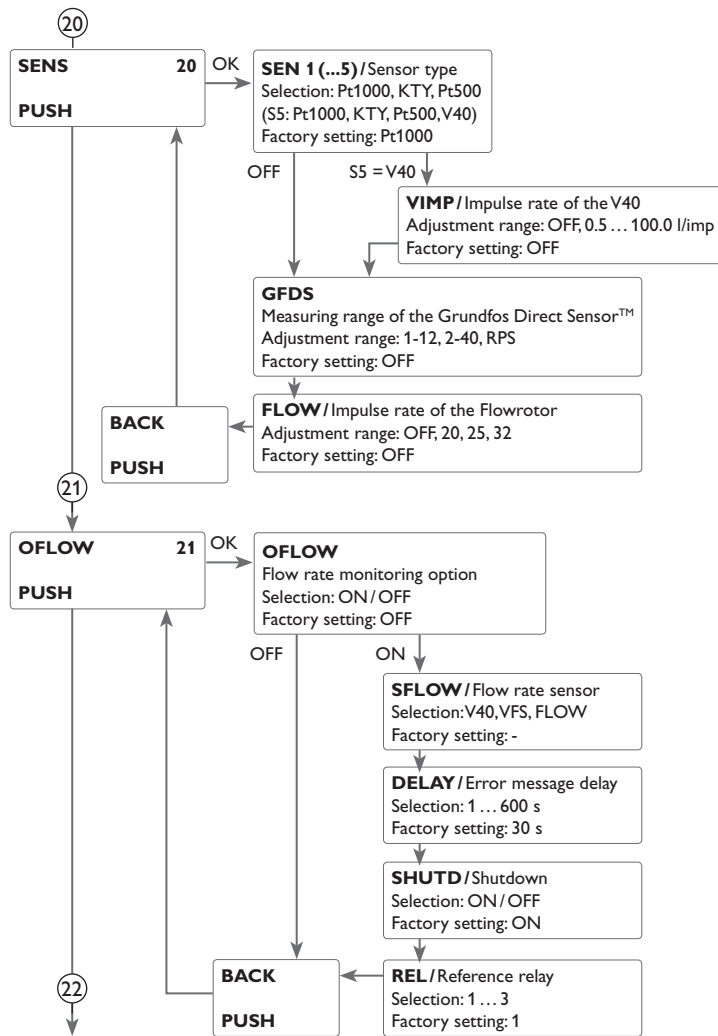 20
SENS 20
PUSH
OK
SEN 1 (...5) / Sensor type
Selection: Pt1000, KTY, Pt500
(S5: Pt1000, KTY, Pt500, V40)
Factory setting: Pt1000
OFF
S5 = V40
VIMP / Impulse rate of the V40
Adjustment range: OFF, 0.5 … 100.0 l/imp
Factory setting: OFF
GFDS
Measuring range of the Grundfos Direct Sensor™
Adjustment range: 1-12, 2-40, RPS
Factory setting: OFF
FLOW / Impulse rate of the Flowrotor
Adjustment range: OFF, 20, 25, 32
Factory setting: OFF
BACK
PUSH
21
OFLOW 21
PUSH
OK
OFLOW
Flow rate monitoring option
Selection: ON / OFF
Factory setting: OFF
OFF
ON
SFLOW / Flow rate sensor
Selection: V40, VFS, FLOW
Factory setting: -
DELAY / Error message delay
Selection: 1 … 600 s
Factory setting: 30 s
SHUTD / Shutdown
Selection: ON / OFF
Factory setting: ON
REL / Reference relay
Selection: 1 … 3
Factory setting: 1
BACK
PUSH
22